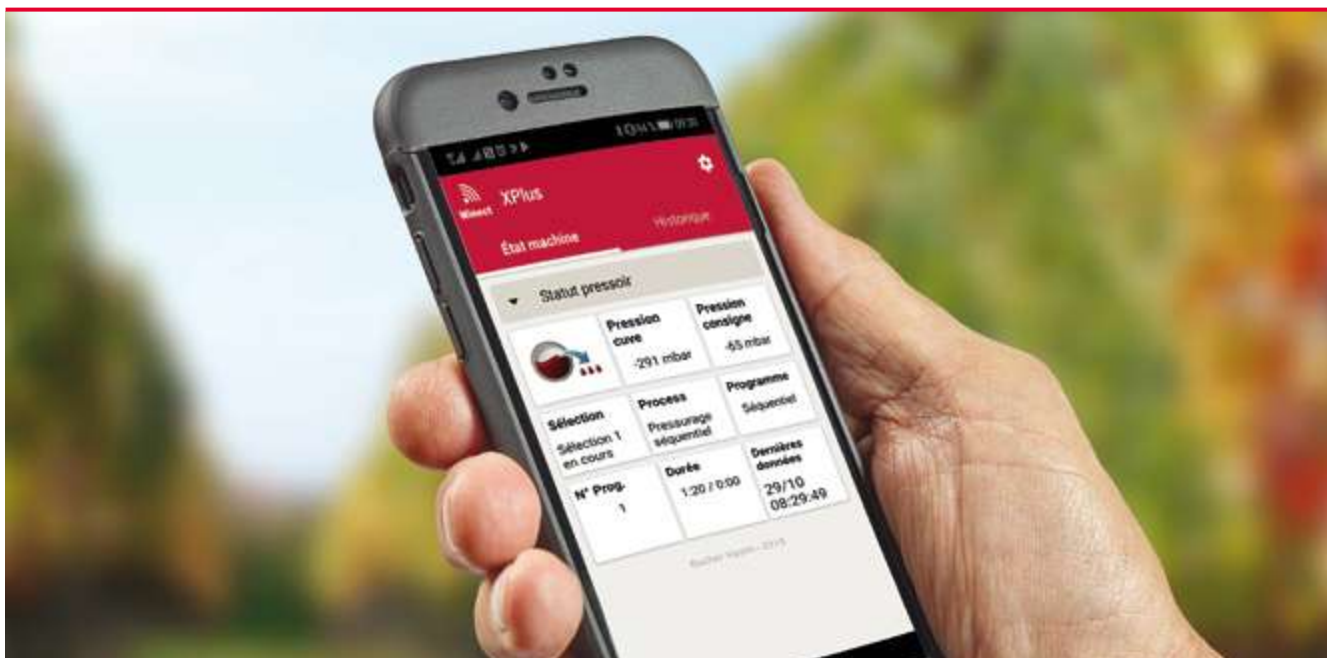 09:30
Winect
XPlus
État machine
Historique
Statut pressoir
Pression
cuve
-291 mbar
Pression
consigne
-65 mbar
Sélection
Sélection 1
en cours
Process
Pressurage
séquentiel
Programme
Séquentiel
N° Prog.
1
Durée
1:20 / 0:00
Dernières
données
29/10
08:29:49